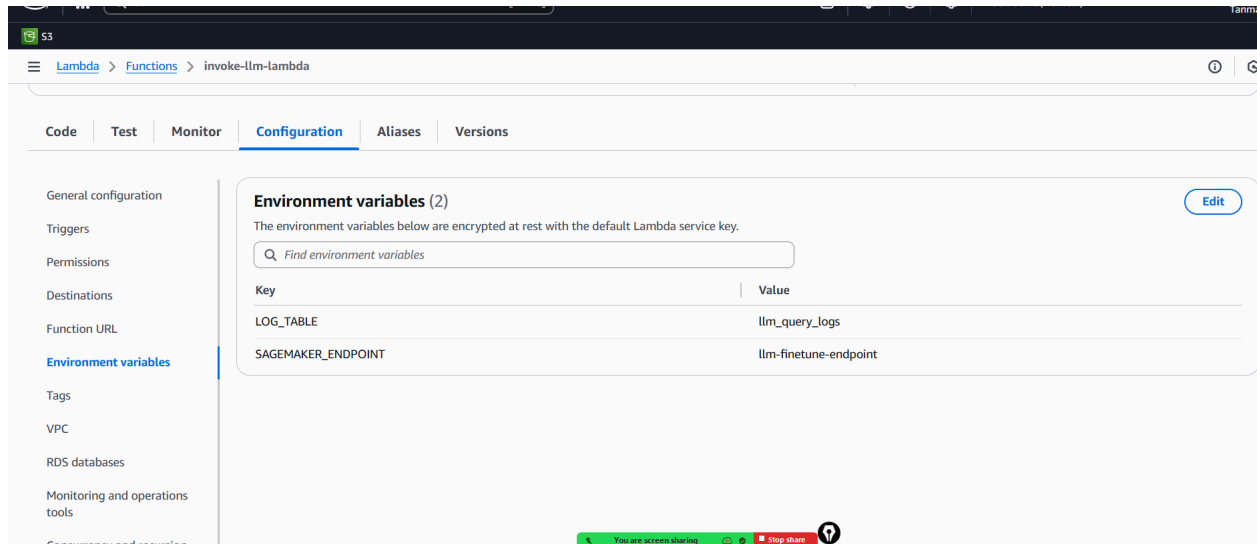 S3
Lambda > Functions > invoke-llm-lambda
Code Test Monitor Configuration Aliases Versions
General configuration
Triggers
Permissions
Destinations
Function URL
Environment variables
Tags
VPC
RDS databases
Monitoring and operations
tools
Environment variables (2)
Edit
The environment variables below are encrypted at rest with the default Lambda service key.
Find environment variables
Key Value
LOG_TABLE llm_query_logs
SAGEMAKER_ENDPOINT llm-finetune-endpoint
You are screen sharing Stop share